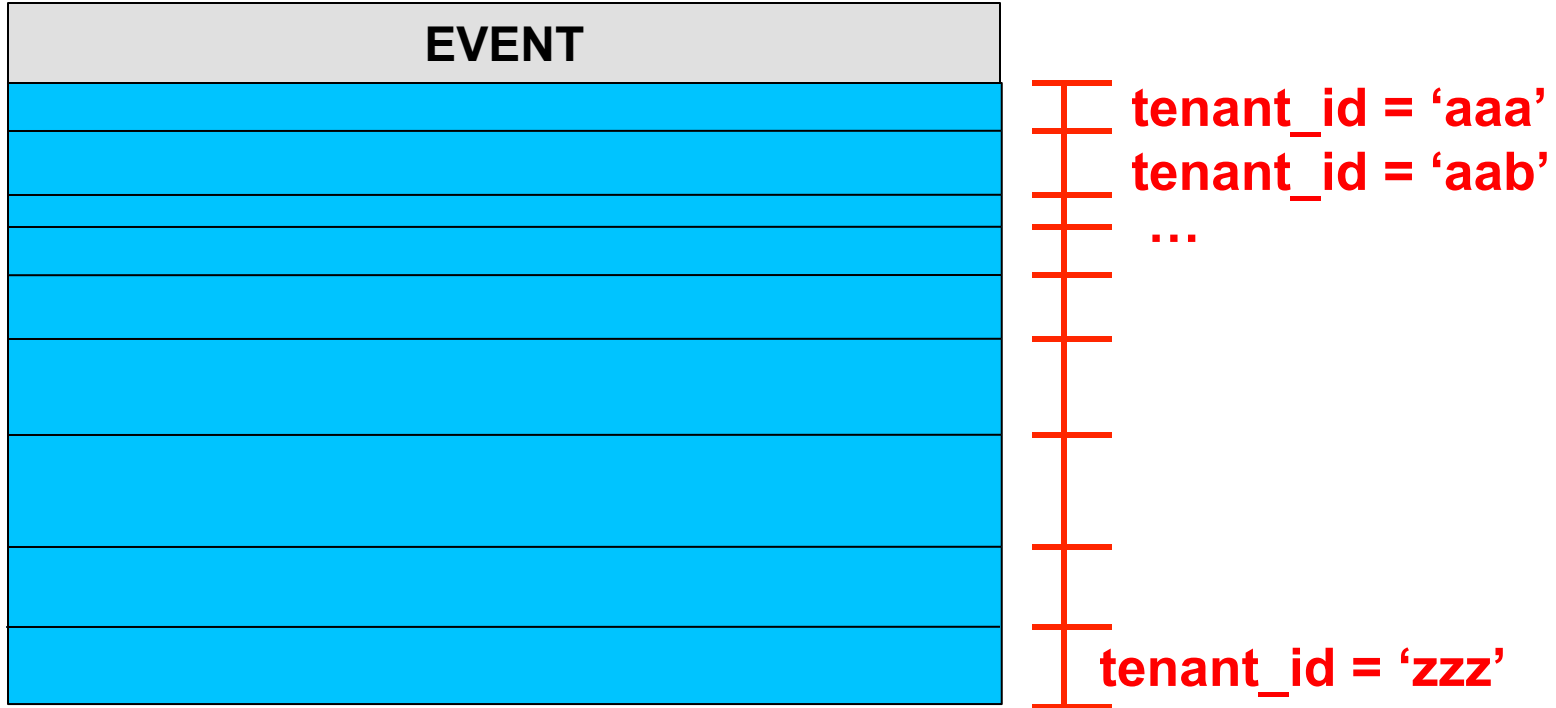 EVENT
tenant_id = ‘aaa’
tenant_id = ‘aab’
…
tenant_id = ‘zzz’